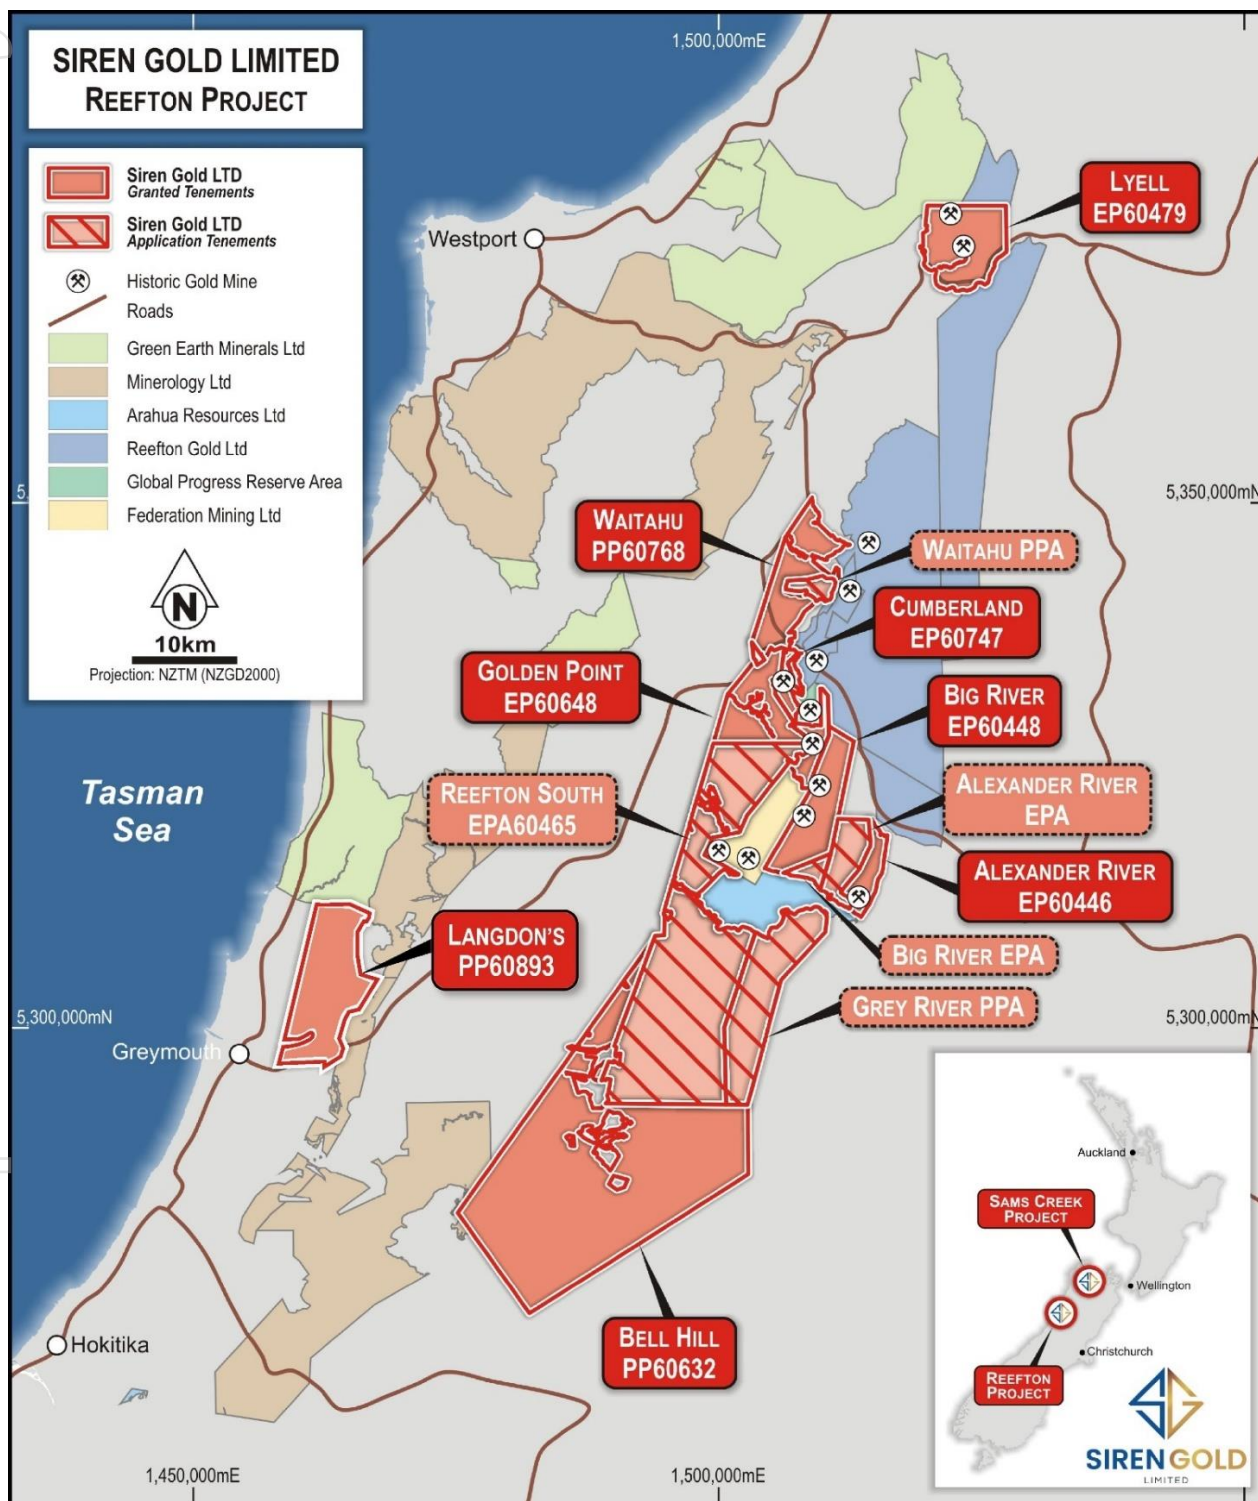 SIREN GOLD LIMITED
REEFTON PROJECT
Siren Gold LTD
Granted Tenements
Siren Gold LTD
Application Tenements
Historic Gold Mine
Roads
Green Earth Minerals Ltd
Minerology Ltd
Arahua Resources Ltd
Reefton Gold Ltd
Global Progress Reserve Area
Federation Mining Ltd
N
10km
Projection: NZTM (NZGD2000)
1,500,000mE
Westport
LYELL
EP60479
5,350,000mN
WAITAHU
PP60768
WAITAHU PPA
CUMBERLAND
EP60747
GOLDEN POINT
EP60648
BIG RIVER
EP60448
Tasman
Sea
REEFTON SOUTH
EPA60465
ALEXANDER RIVER
EPA
ALEXANDER RIVER
EP60446
LANGDON'S
PP60893
BIG RIVER EPA
GREY RIVER PPA
5,300,000mN
5,300,000mN
Greymouth
Hokitika
BELL HILL
PP60632
1,450,000mE
1,500,000mE
Auckland
SAMS CREEK
PROJECT
Wellington
Christchurch
REEFTON
PROJECT
SIREN GOLD
LIMITED